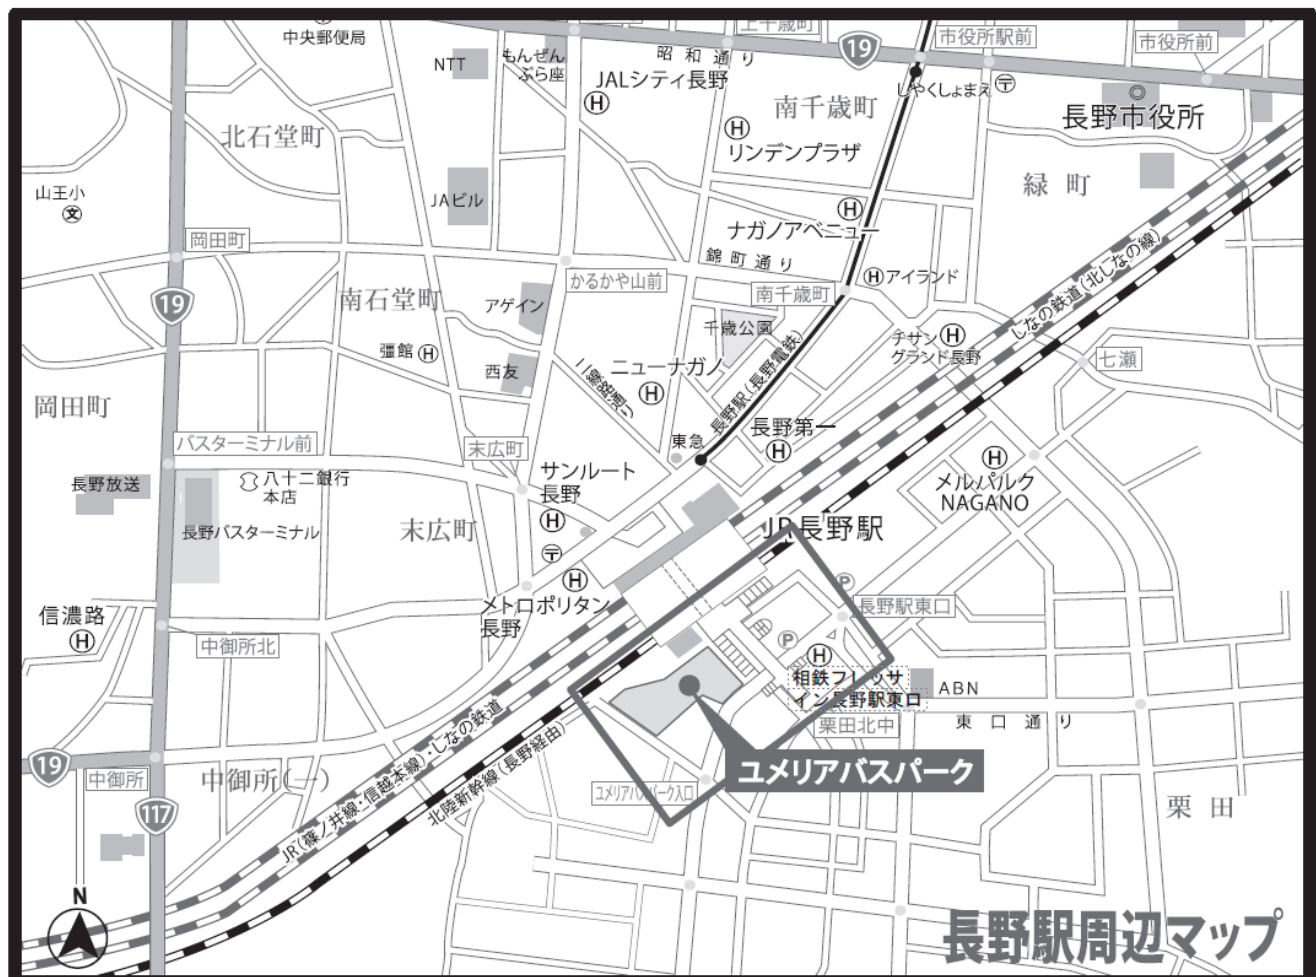 中央郵便局
NTT
もんぜん
ぷら座
昭和通り
上千歳町
19
市役所駅前
市役所前
JALシティ長野
H
しやくしょまえ
〒
南千歳町
長野市役所
北石堂町
H
リンデンプラザ
緑町
山王小
文
JAビル
H
ナガノアベニュー
岡田町
錦町通り
かるかや山前
H アイランド
しなの鉄道(北しなの線)
19
南石堂町
アゲイン
南千歳町
千歳公園
チサン
グランド長野
H
七瀬
彊館 H
西友
ニューナガノ
H
二線路通り
長野駅(長野電鉄)
岡田町
バスターミナル前
末広町
東急
長野第一
H
サンルート
長野
H
H
メルパルク
NAGANO
長野放送
八十二銀行
本店
長野バスターミナル
末広町
JR長野駅
〒
H
メトロポリタン
長野
P
長野駅東口
信濃路
H
中御所北
P
H
相鉄フレッサ
イン長野駅東口
ABN
東口通り
栗田北中
ユメリアバスパーク
19
中御所
中御所(一)
JR(篠ノ井線・信越本線)・しなの鉄道
北陸新幹線(長野経由)
ユメリアバスパーク入口
栗田
117
N
長野駅周辺マップ